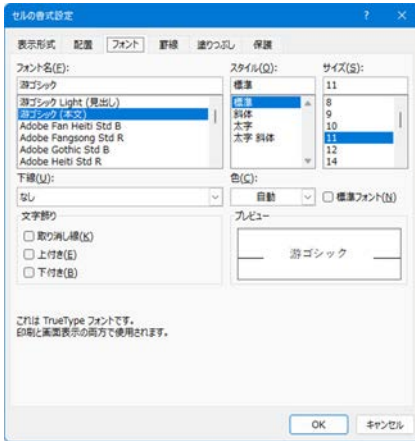 セルの書式設定
表示形式 配置 フォント 罫線 塗りつぶし 保護
フォント名(F): スタイル(O): サイズ(S):
游ゴシック 標準 11
游ゴシック Light (見出し) 標準 8
游ゴシック (本文) 斜体 9
Adobe Fan Heiti Std B 太字 10
Adobe Fangsong Std R 太字 斜体 11
Adobe Gothic Std B 12
Adobe Heiti Std R 14
下線(U): 色(C):
なし 自動 標準フォント(N)
文字飾り プレビュー
取り消し線(K)
上付き(E) 游ゴシック
下付き(B)
これは TrueType フォントです。
印刷と画面表示の両方で使用されます。
OK キャンセル